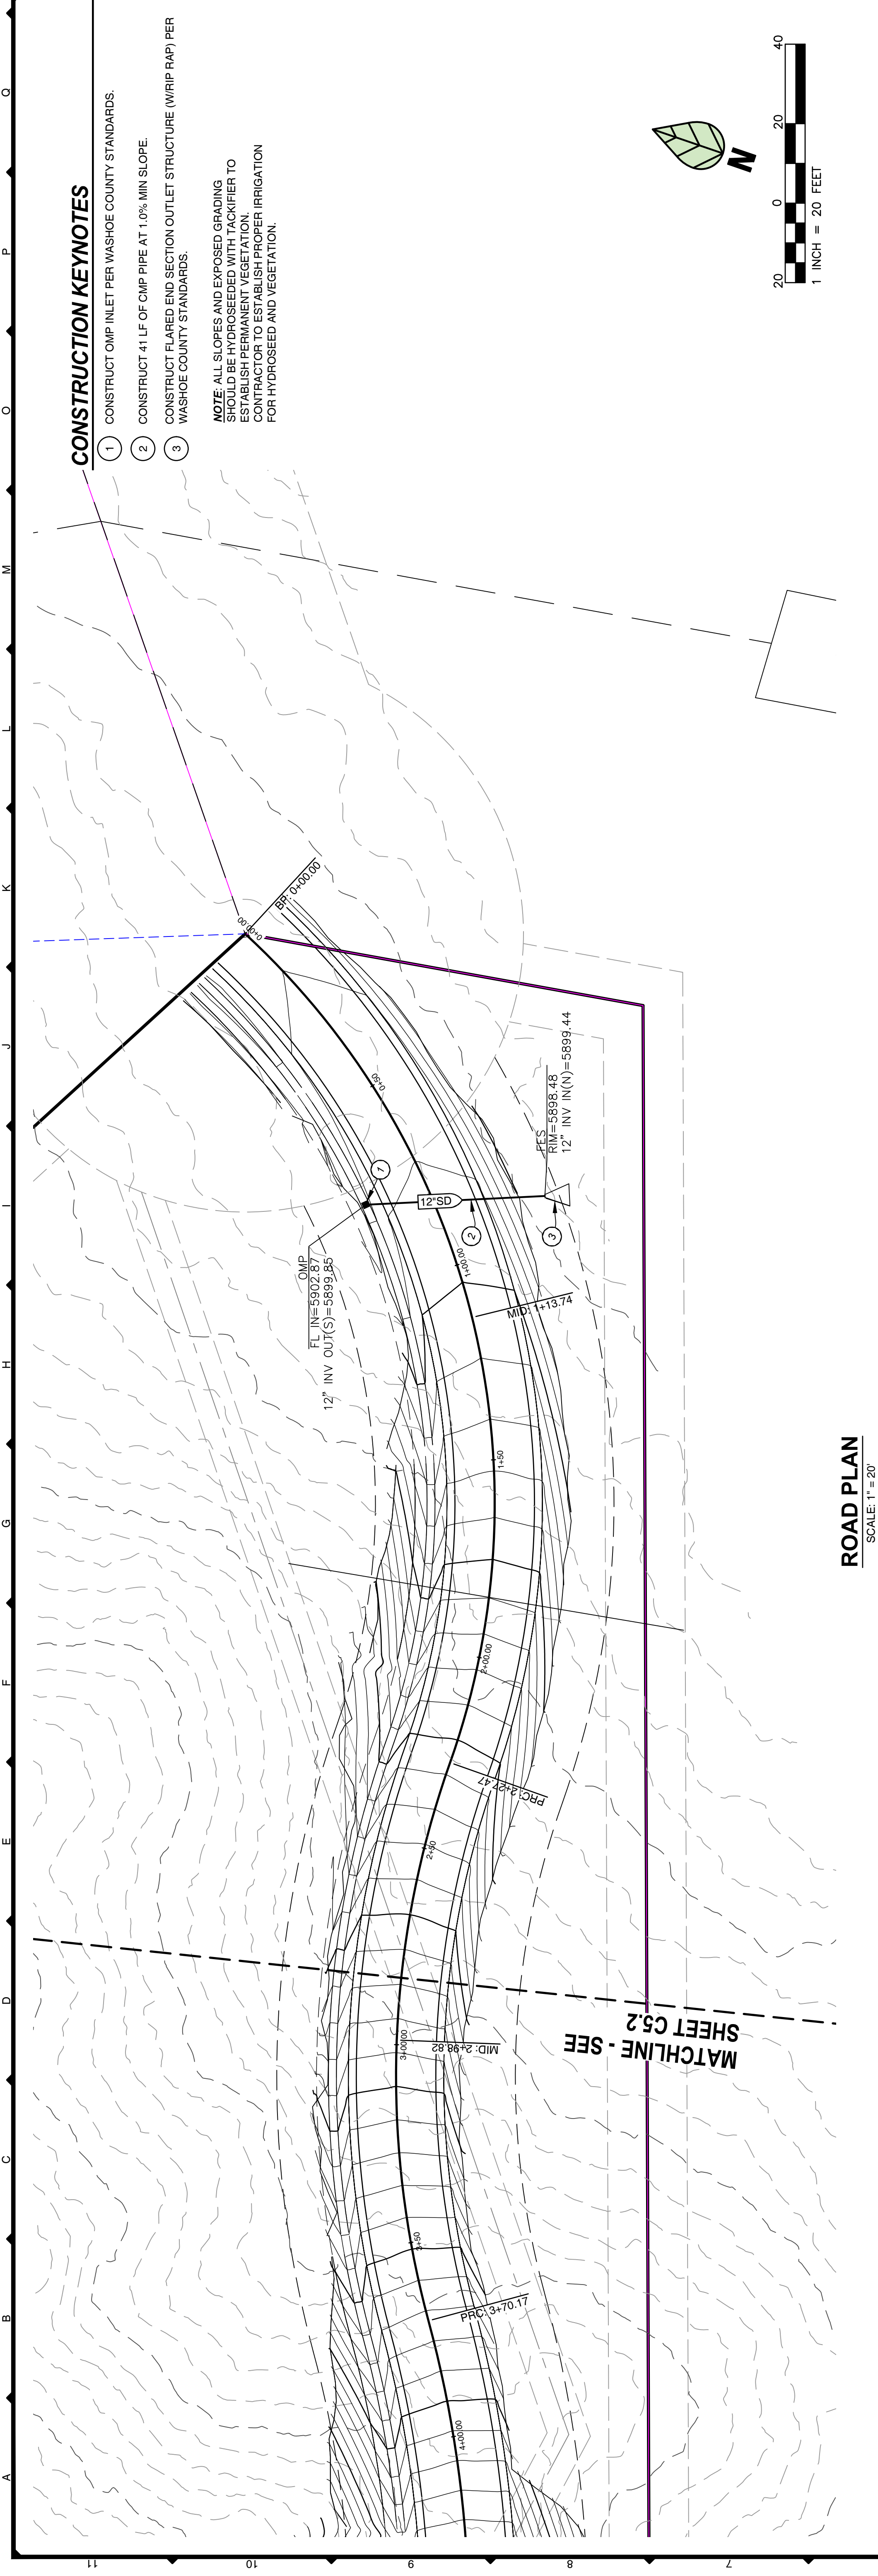 CONSTRUCTION KEYNOTES
1 CONSTRUCT OMP INLET PER WASHOE COUNTY STANDARDS.
2 CONSTRUCT 41 LF OF CMP PIPE AT 1.0% MIN SLOPE.
3 CONSTRUCT FLARED END SECTION OUTLET STRUCTURE (W/RIP RAP) PER
WASHOE COUNTY STANDARDS.
NOTE: ALL SLOPES AND EXPOSED GRADING
SHOULD BE HYDROSEEDED WITH TACKIFIER TO
ESTABLISH PERMANENT VEGETATION.
CONTRACTOR TO ESTABLISH PROPER IRRIGATION
FOR HYDROSEED AND VEGETATION.
A
B
C
D
E
F
G
H
I
J
K
L
M
O
P
Q
11
10
9
8
7
BP: 0+00.00
0+00.00
0+50
1+00.00
MID: 1+13.74
1+50
2+00.00
PRC: 2+27.47
2+50
MID: 2+98.82
3+00.00
3+50
PRC: 3+70.17
4+00.00
OMP
FL IN=5902.87
12" INV OUT(S)=5899.85
1
12"SD
2
3
FES
RIM=5898.48
12" INV IN(N)=5899.44
MATCHLINE - SEE
SHEET C5.2
N
20
0
20
40
1 INCH = 20 FEET
ROAD PLAN
SCALE: 1" = 20'